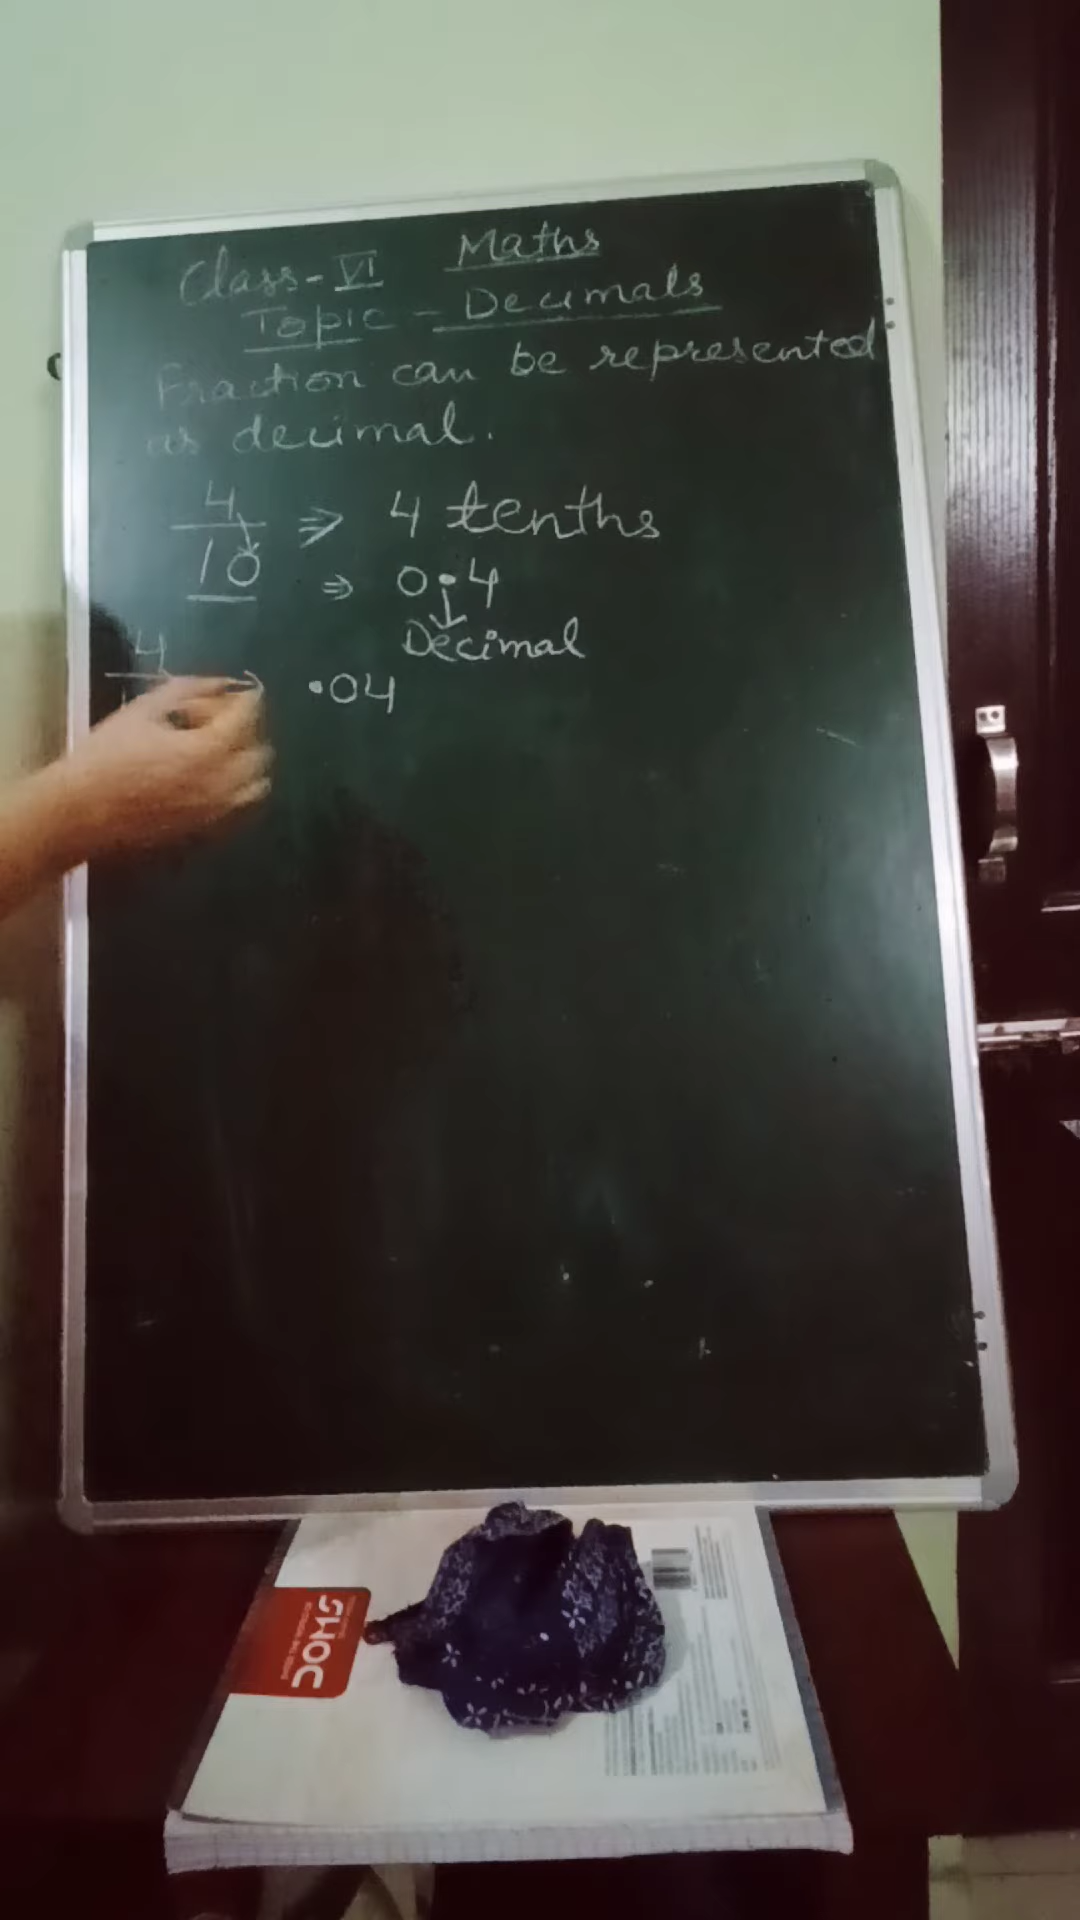 Maths
Class-VI
Topic - Decimals
Fraction can be represented
as decimal.
4
10
⇒ 4 tenths
⇒ 0.4
Decimal
4
→ .04
DOMS